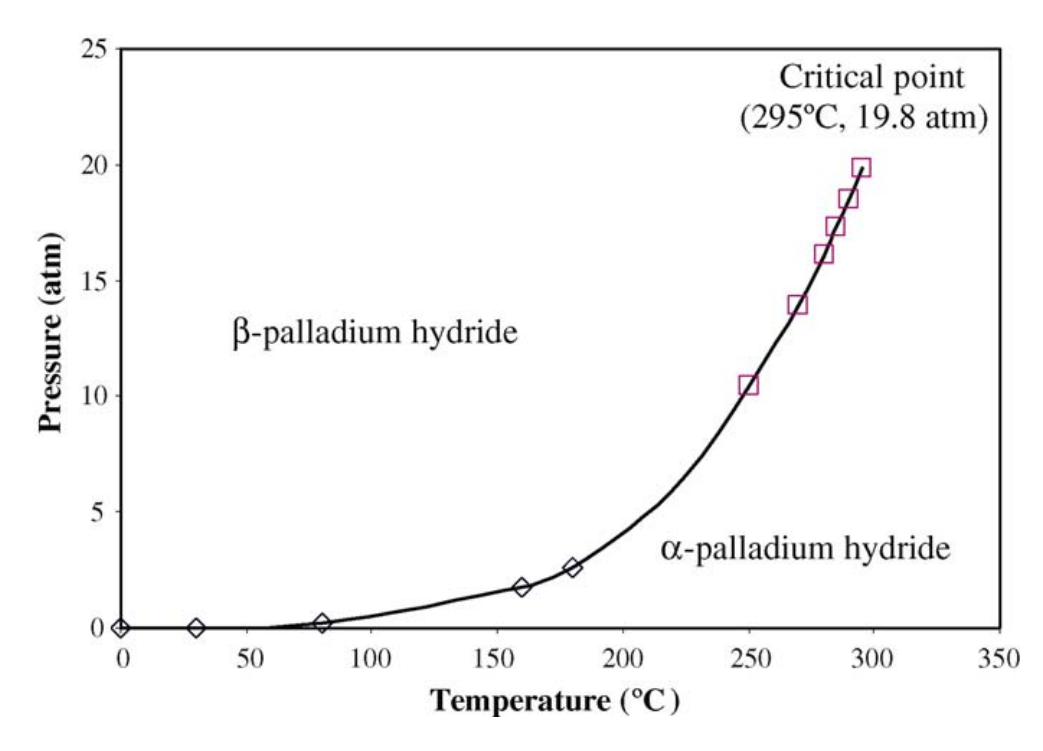 25
Critical point
(295ºC, 19.8 atm)
20
Pressure (atm)
15
β-palladium hydride
10
5
α-palladium hydride
0
0 50 100 150 200 250 300 350
Temperature (ºC)